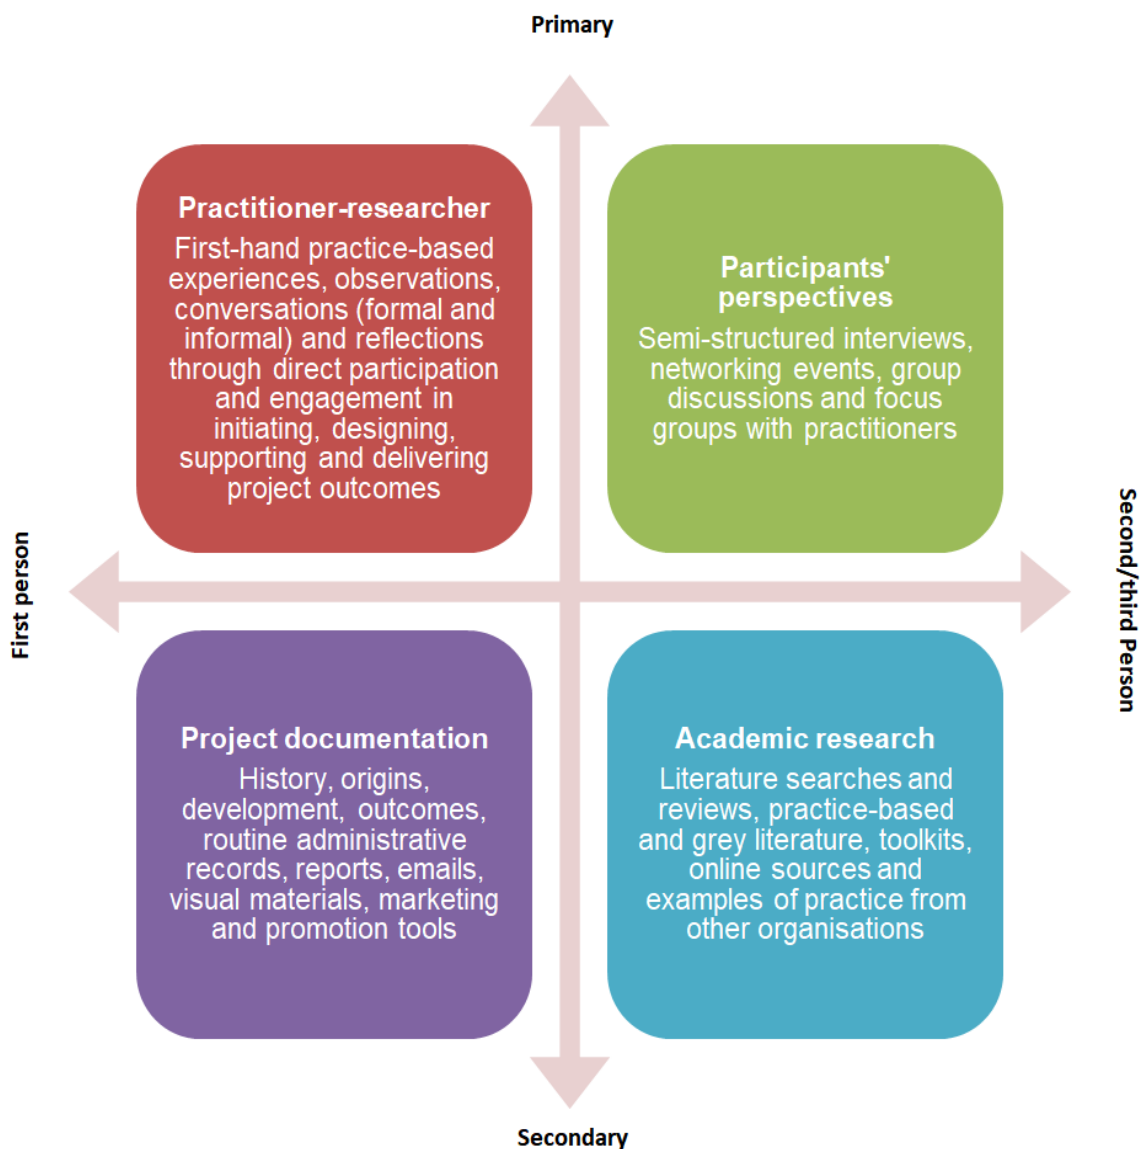 Primary
Practitioner-researcher
First-hand practice-based
experiences, observations,
conversations (formal and
informal) and reflections
through direct participation
and engagement in
initiating, designing,
supporting and delivering
project outcomes
Participants'
perspectives
Semi-structured interviews,
networking events, group
discussions and focus
groups with practitioners
First person
Second/third Person
Project documentation
History, origins,
development, outcomes,
routine administrative
records, reports, emails,
visual materials, marketing
and promotion tools
Academic research
Literature searches and
reviews, practice-based
and grey literature, toolkits,
online sources and
examples of practice from
other organisations
Secondary